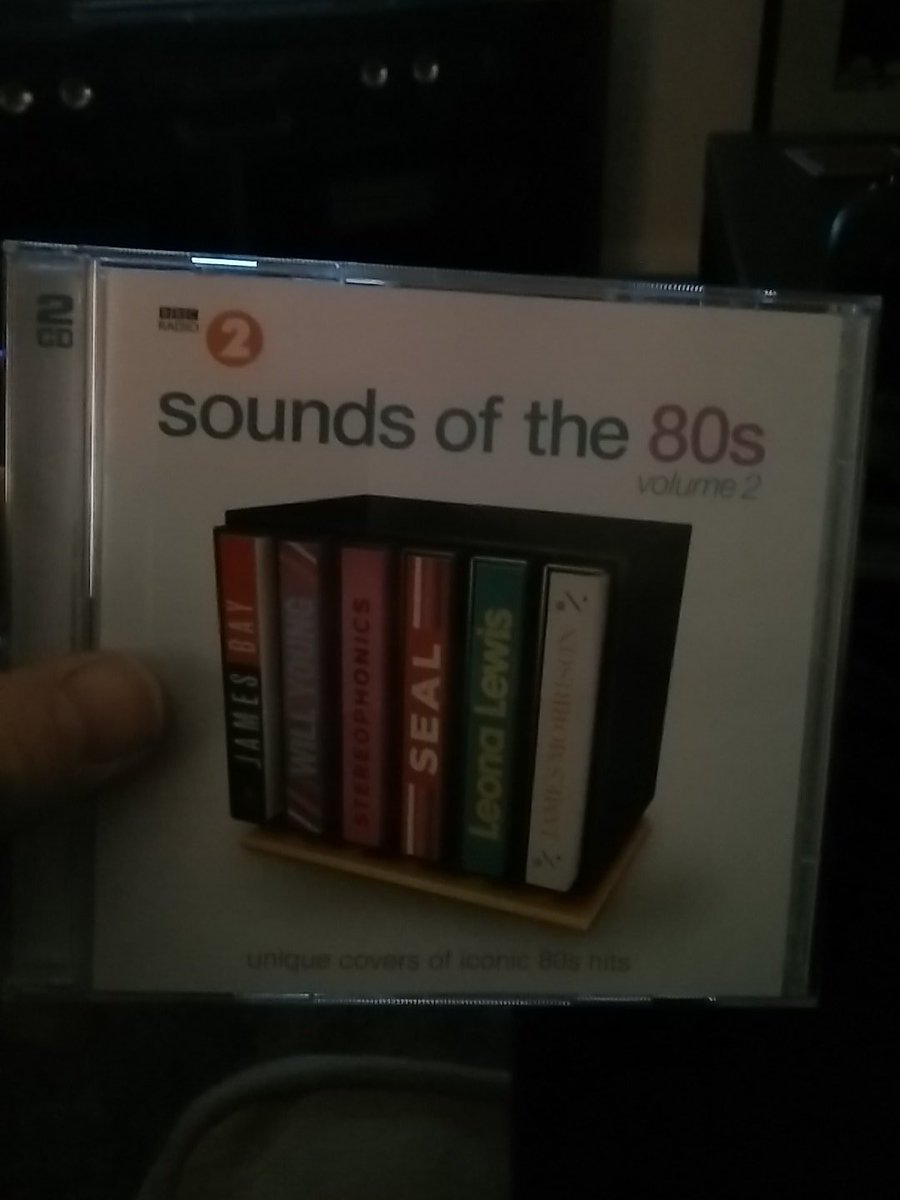 2
CD
BBC
RADIO
2
sounds of the 80s
volume 2
JAMES BAY
// WILL YOUNG //
STEREOPHONICS
SEAL
Leona Lewis
JAMES MORRISON
unique covers of iconic 80s hits